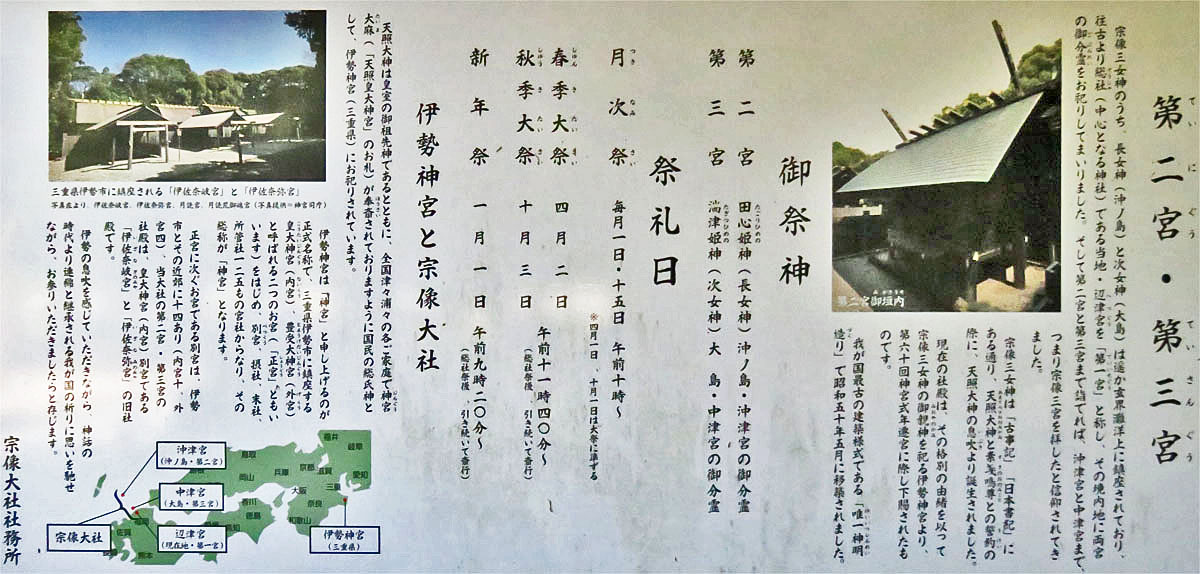 第二宮・第三宮
ていにぐう・ていさんぐう
宗像三女神のうち、長女神（沖ノ島）と次女神（大島）は遥か玄界灘洋上に鎮座されており、
往古より総社（中心となる神社）である当地・辺津宮を「第一宮」と称し、その境内地に両宮
の御分霊をお祀りしてまいりました。そして第二宮と第三宮まで詣でれば、沖津宮と中津宮まで、
つまり宗像三宮を拝したと信仰されてき
ました。
宗像三女神は「古事記」「日本書記」に
ある通り、天照大神と素戔嗚尊との誓約の
際に、天照大神の息吹より誕生されました。
現在の社殿は、その格別の由緒を以って
宗像三女神の御親神を祀る伊勢神宮より、
第六十回神宮式年遷宮に際し下賜されたも
のです。
我が国最古の建築様式である「唯一神明
造り」で昭和五十年五月に移築されました。
第二宮御垣内
御祭神
第二宮 田心姫神（長女神）沖ノ島・沖津宮の御分霊
第三宮 湍津姫神（次女神）大島・中津宮の御分霊
祭礼日
月次祭 毎月一日・十五日 午前十時～
※四月一日、十月一日は大祭に準ずる
春季大祭 四月二日 午前十一時四〇分～
秋季大祭 十月三日 （総社祭後、引き続いて斎行）
新年祭 一月一日 午前九時二〇分～
（総社祭後、引き続いて斎行）
伊勢神宮と宗像大社
天照大神は皇室の御祖先神であるとともに、全国津々浦々の各ご家庭で神宮
大麻（「天照皇大神宮」のお札）が奉斎されておりますように国民の総氏神と
して、伊勢神宮（三重県）にお祀りされています。
伊勢神宮は「神宮」と申し上げるのが
正式名称で、三重県伊勢市に鎮座する
皇大神宮（内宮）、豊受大神宮（外宮）
と呼ばれる二つのお宮（「正宮」ともい
います）をはじめ、別宮、摂社、末社、
所管社一二五もの宮社からなり、その
総称が「神宮」となります。
正宮に次ぐお宮である別宮は、伊勢
市とその近郊に十四あり（内宮十、外
宮四）、当大社の第二宮・第三宮の
社殿は、皇大神宮（内宮）別宮である
「伊佐奈岐宮」と「伊佐奈弥宮」の旧社
殿です。
伊勢の息吹を感じていただきながら、神話の
時代より連綿と継承される我が国の祈りに思いを馳せ
ながら、お参りいただきましたらと存じます。
三重県伊勢市に鎮座される「伊佐奈岐宮」と「伊佐奈弥宮」
写真左より、伊佐奈岐宮、伊佐奈弥宮、月読宮、月読荒御魂宮（写真提供＝神宮司庁）
沖津宮
（沖ノ島・第二宮）
中津宮
（大島・第三宮）
宗像大社
辺津宮
（現在地・第一宮）
伊勢神宮
（三重県）
福井
岐阜
鳥取
京都
滋賀
愛知
岡山
兵庫
三重
大阪
奈良
香川
徳島
和歌山
高知
福岡
佐賀
熊本
宗像大社社務所